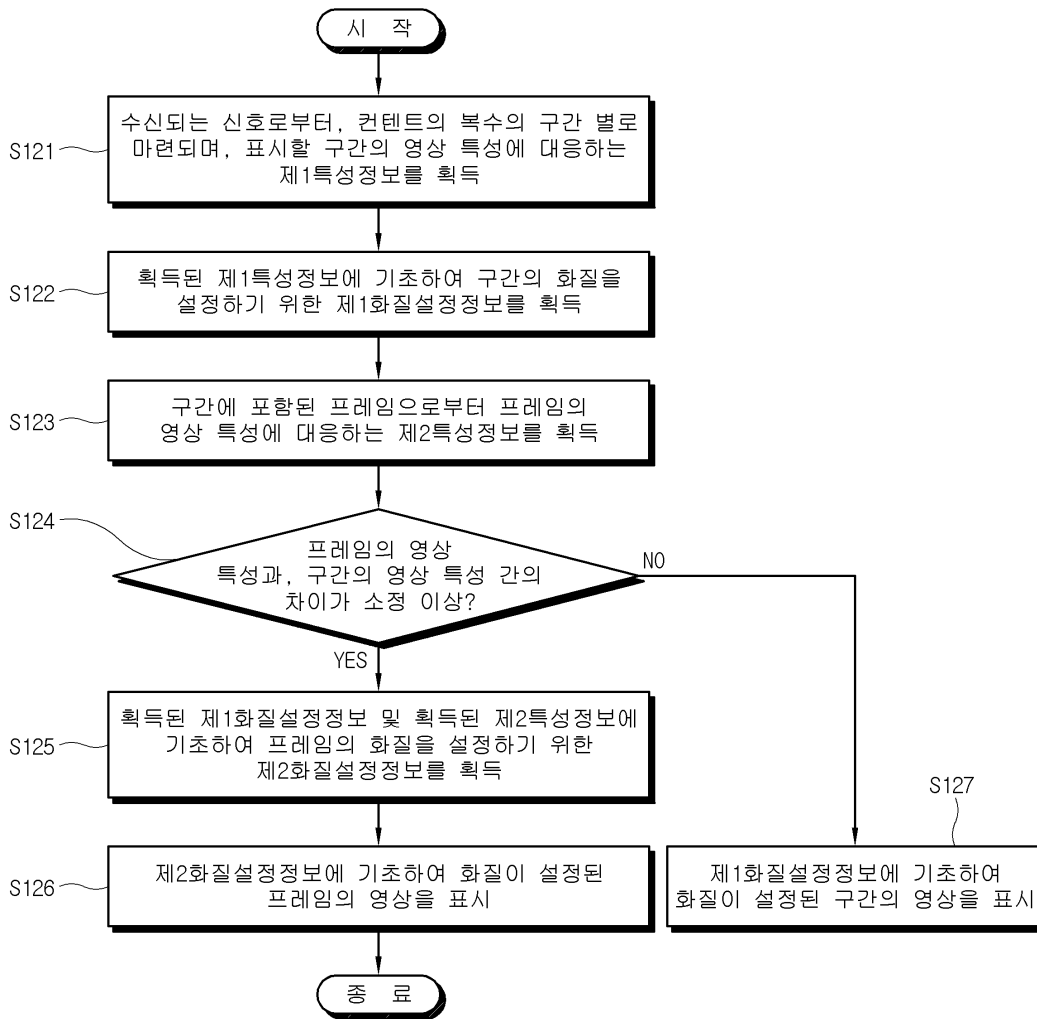 시 작
S121
수신되는 신호로부터, 컨텐트의 복수의 구간 별로
마련되며, 표시할 구간의 영상 특성에 대응하는
제1특성정보를 획득
S122
획득된 제1특성정보에 기초하여 구간의 화질을
설정하기 위한 제1화질설정정보를 획득
S123
구간에 포함된 프레임으로부터 프레임의
영상 특성에 대응하는 제2특성정보를 획득
S124
프레임의 영상
특성과, 구간의 영상 특성 간의
차이가 소정 이상?
NO
YES
S125
획득된 제1화질설정정보 및 획득된 제2특성정보에
기초하여 프레임의 화질을 설정하기 위한
제2화질설정정보를 획득
S126
제2화질설정정보에 기초하여 화질이 설정된
프레임의 영상을 표시
S127
제1화질설정정보에 기초하여
화질이 설정된 구간의 영상을 표시
종 료